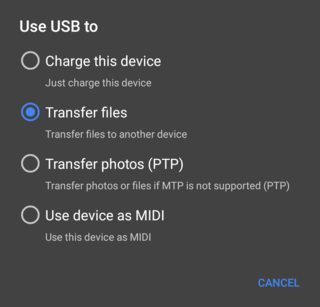 Use USB to
Charge this device
Just charge this device
Transfer files
Transfer files to another device
Transfer photos (PTP)
Transfer photos or files if MTP is not supported (PTP)
Use device as MIDI
Use this device as MIDI
CANCEL